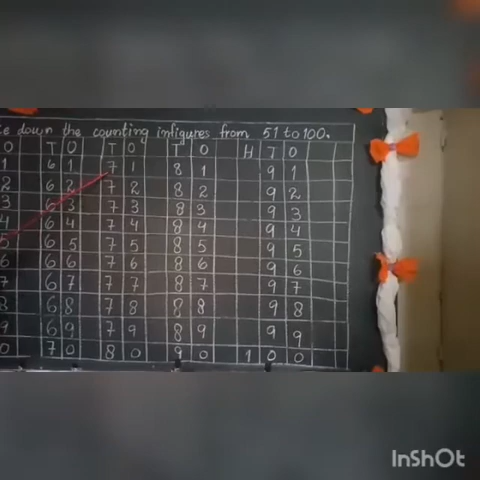 te down the counting infigures from 51 to 100.
O T O T O T O H T O
1 6 1 7 1 8 1 9 1
2 6 2 7 2 8 2 9 2
3 6 3 7 3 8 3 9 3
4 6 4 7 4 8 4 9 4
5 6 5 7 5 8 5 9 5
6 6 6 7 6 8 6 9 6
7 6 7 7 7 8 7 9 7
8 6 8 7 8 8 8 9 8
9 6 9 7 9 8 9 9 9
0 7 0 8 0 9 0 1 0 0
InShOt